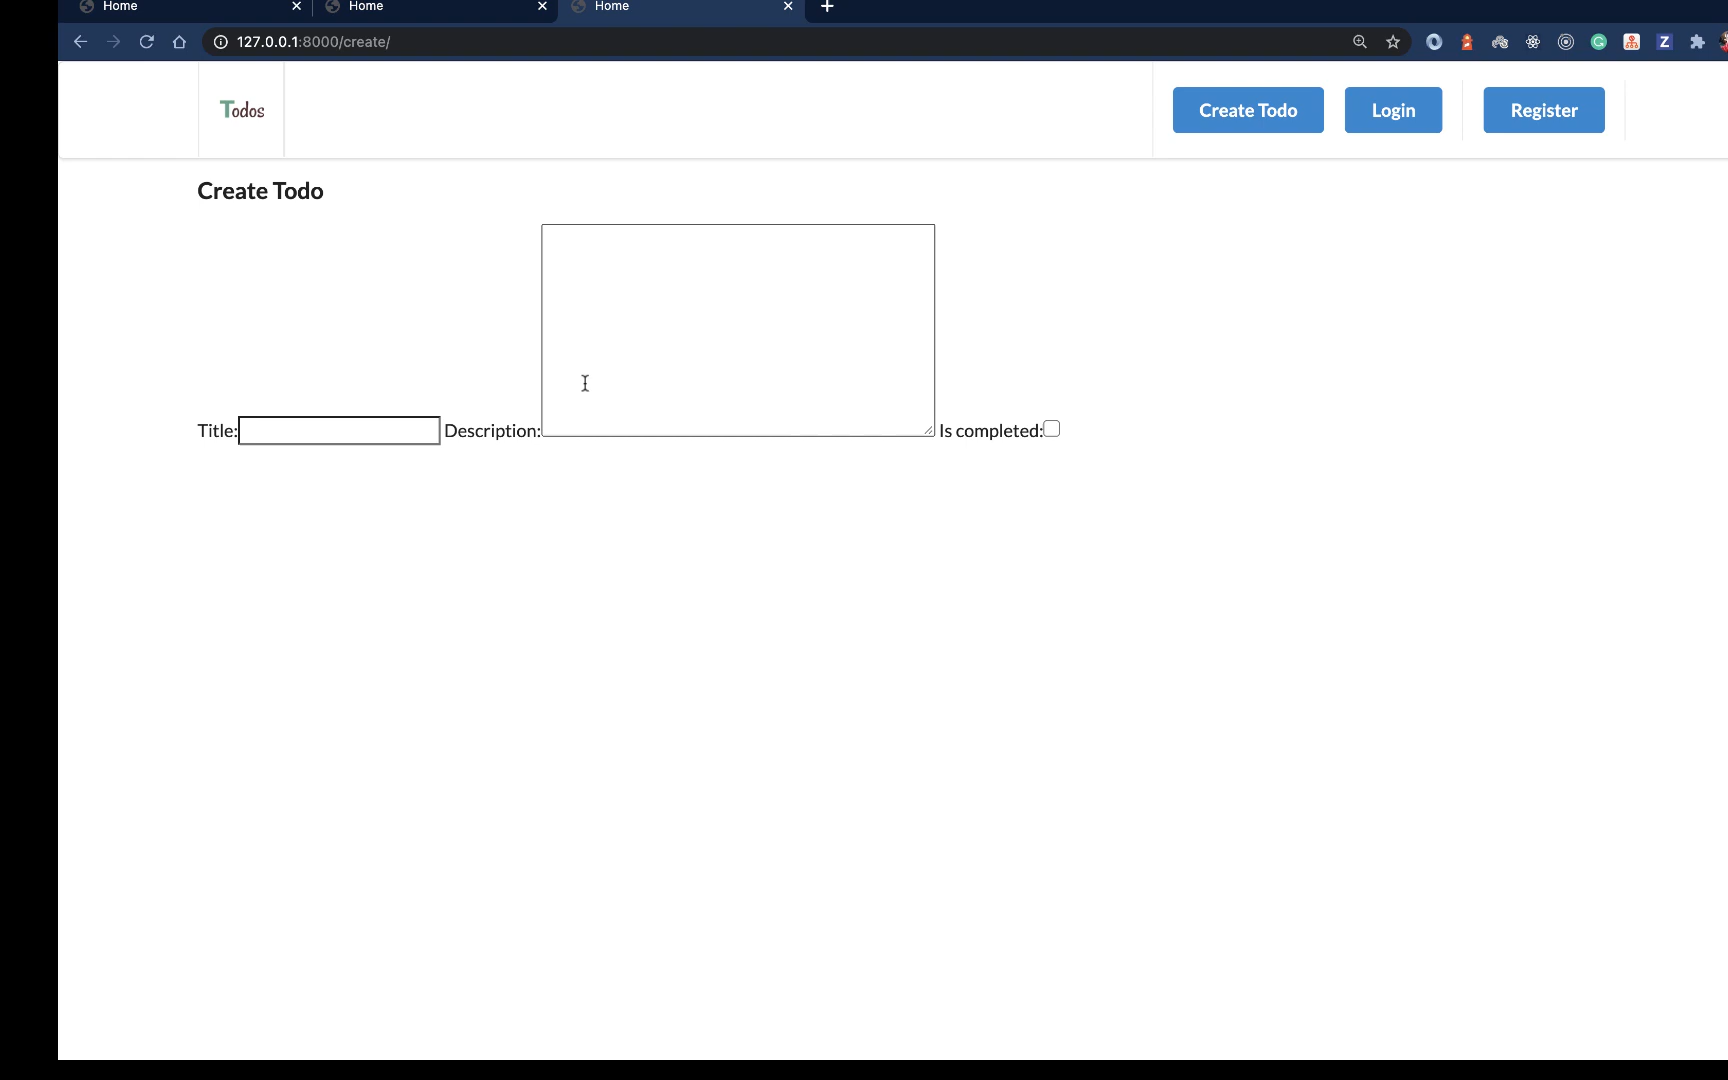 Home Home Home
127.0.0.1:8000/create/
Todos Create Todo Login Register
Create Todo
Title: Description: Is completed: